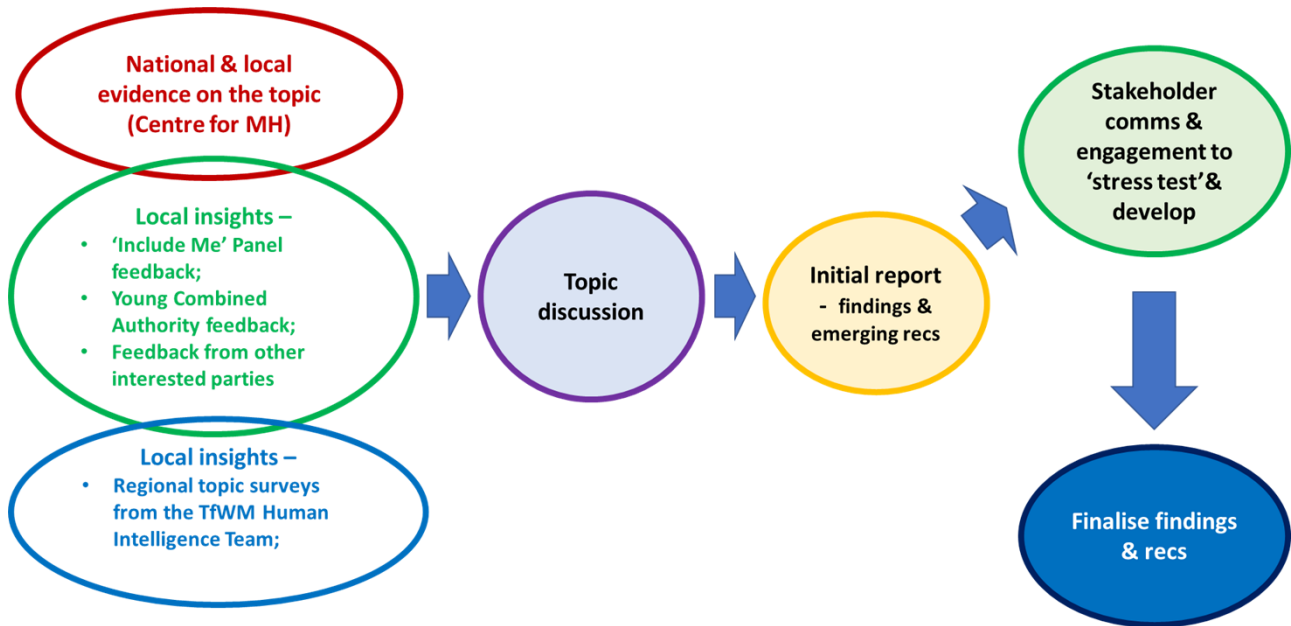 National & local
evidence on the topic
(Centre for MH)
Local insights –
• 'Include Me' Panel
feedback;
• Young Combined
Authority feedback;
• Feedback from other
interested parties
Local insights –
• Regional topic surveys
from the TfWM Human
Intelligence Team;
Topic
discussion
Initial report
- findings &
emerging recs
Stakeholder
comms &
engagement to
‘stress test’& 
develop
Finalise findings
& recs